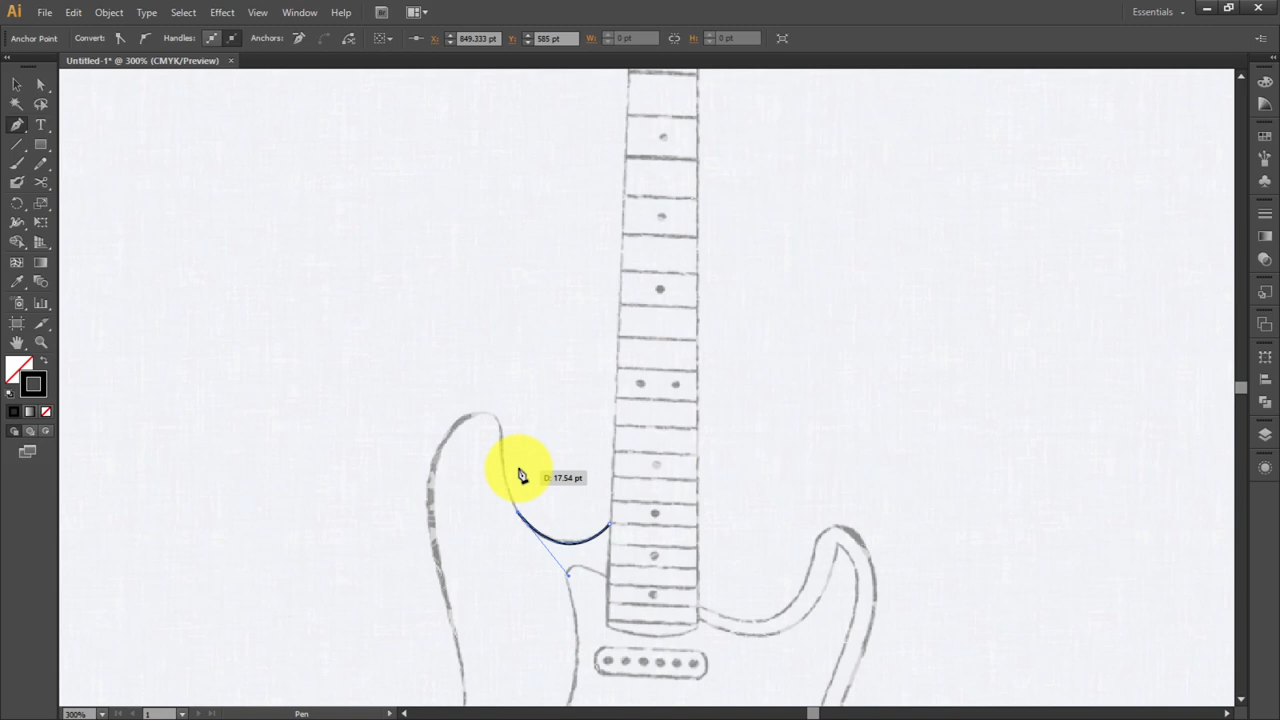 Ai File Edit Object Type Select Effect View Window Help Br Essentials
Anchor Point Convert: Handles: Anchors: X: 849.333 pt Y: 585 pt W: 0 pt H: 0 pt
Untitled-1* @ 300% (CMYK/Preview) ×
T
D: 17.54 pt
300% 1 Pen